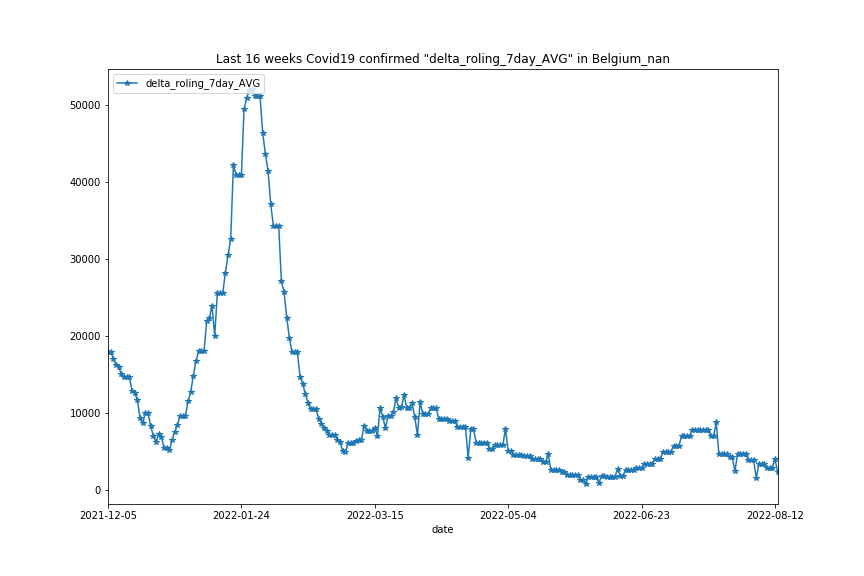 Last 16 weeks Covid19 confirmed "delta_roling_7day_AVG" in Belgium_nan
delta_roling_7day_AVG
50000
40000
30000
20000
10000
0
2021-12-05 2022-01-24 2022-03-15 2022-05-04 2022-06-23 2022-08-12
date